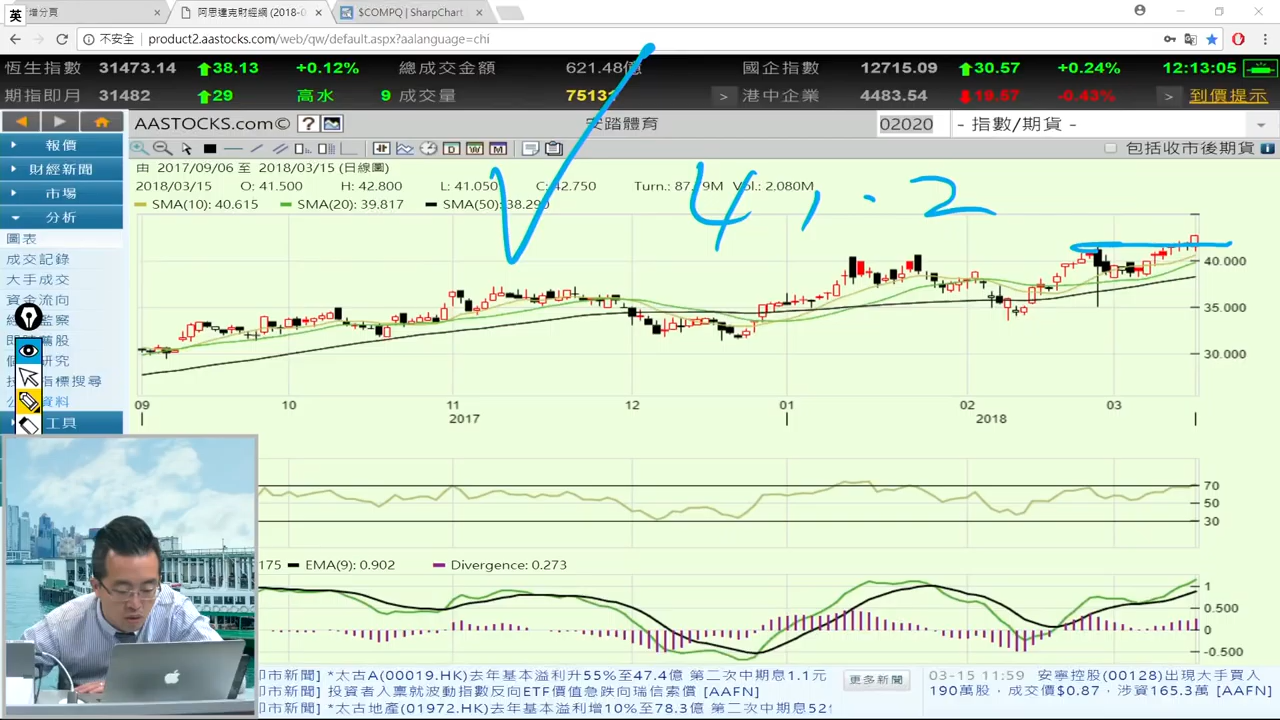 英
增分頁
阿思達克財經網 (2018-0
$COMPQ | SharpChart
不安全 product2.aastocks.com/web/qw/default.aspx?aalanguage=chi
恆生指數 31473.14 38.13 +0.12% 總成交金額 621.48億 國企指數 12715.09 30.57 +0.24% 12:13:05
期指即月 31482 29 高水 9 成交量 75131 > 港中企業 4483.54 19.57 -0.43% > 到價提示
AASTOCKS.com© ? 安踏體育 02020 - 指數/期貨 -
包括收市後期貨
報價
財經新聞
市場
分析
圖表
成交記錄
大手成交
資金流向
工具
由 2017/09/06 至 2018/03/15 (日線圖)
2018/03/15 O: 41.500 H: 42.800 L: 41.050 C: 42.750 Turn.: 87. 9M Vol.: 2.080M
SMA(10): 40.615 SMA(20): 39.817 SMA(50): 38.290
40.000
35.000
30.000
09 10 11 12 01 02 03
2017 2018
70
50
30
175 EMA(9): 0.902 Divergence: 0.273
1
0.500
0
-0.500
市新聞] *太古A(00019.HK)去年基本溢利升55%至47.4億 第二次中期息1.1元
市新聞] 投資者入稟就波動指數反向ETF價值急跌向瑞信索償 [AAFN]
市新聞] *太古地產(01972.HK)去年基本溢利增10%至78.3億 第二次中期息52
更多新聞
03-15 11:59 安寧控股(00128)出現大手買入
190萬股，成交價$0.87，涉資165.3萬 [AAFN]